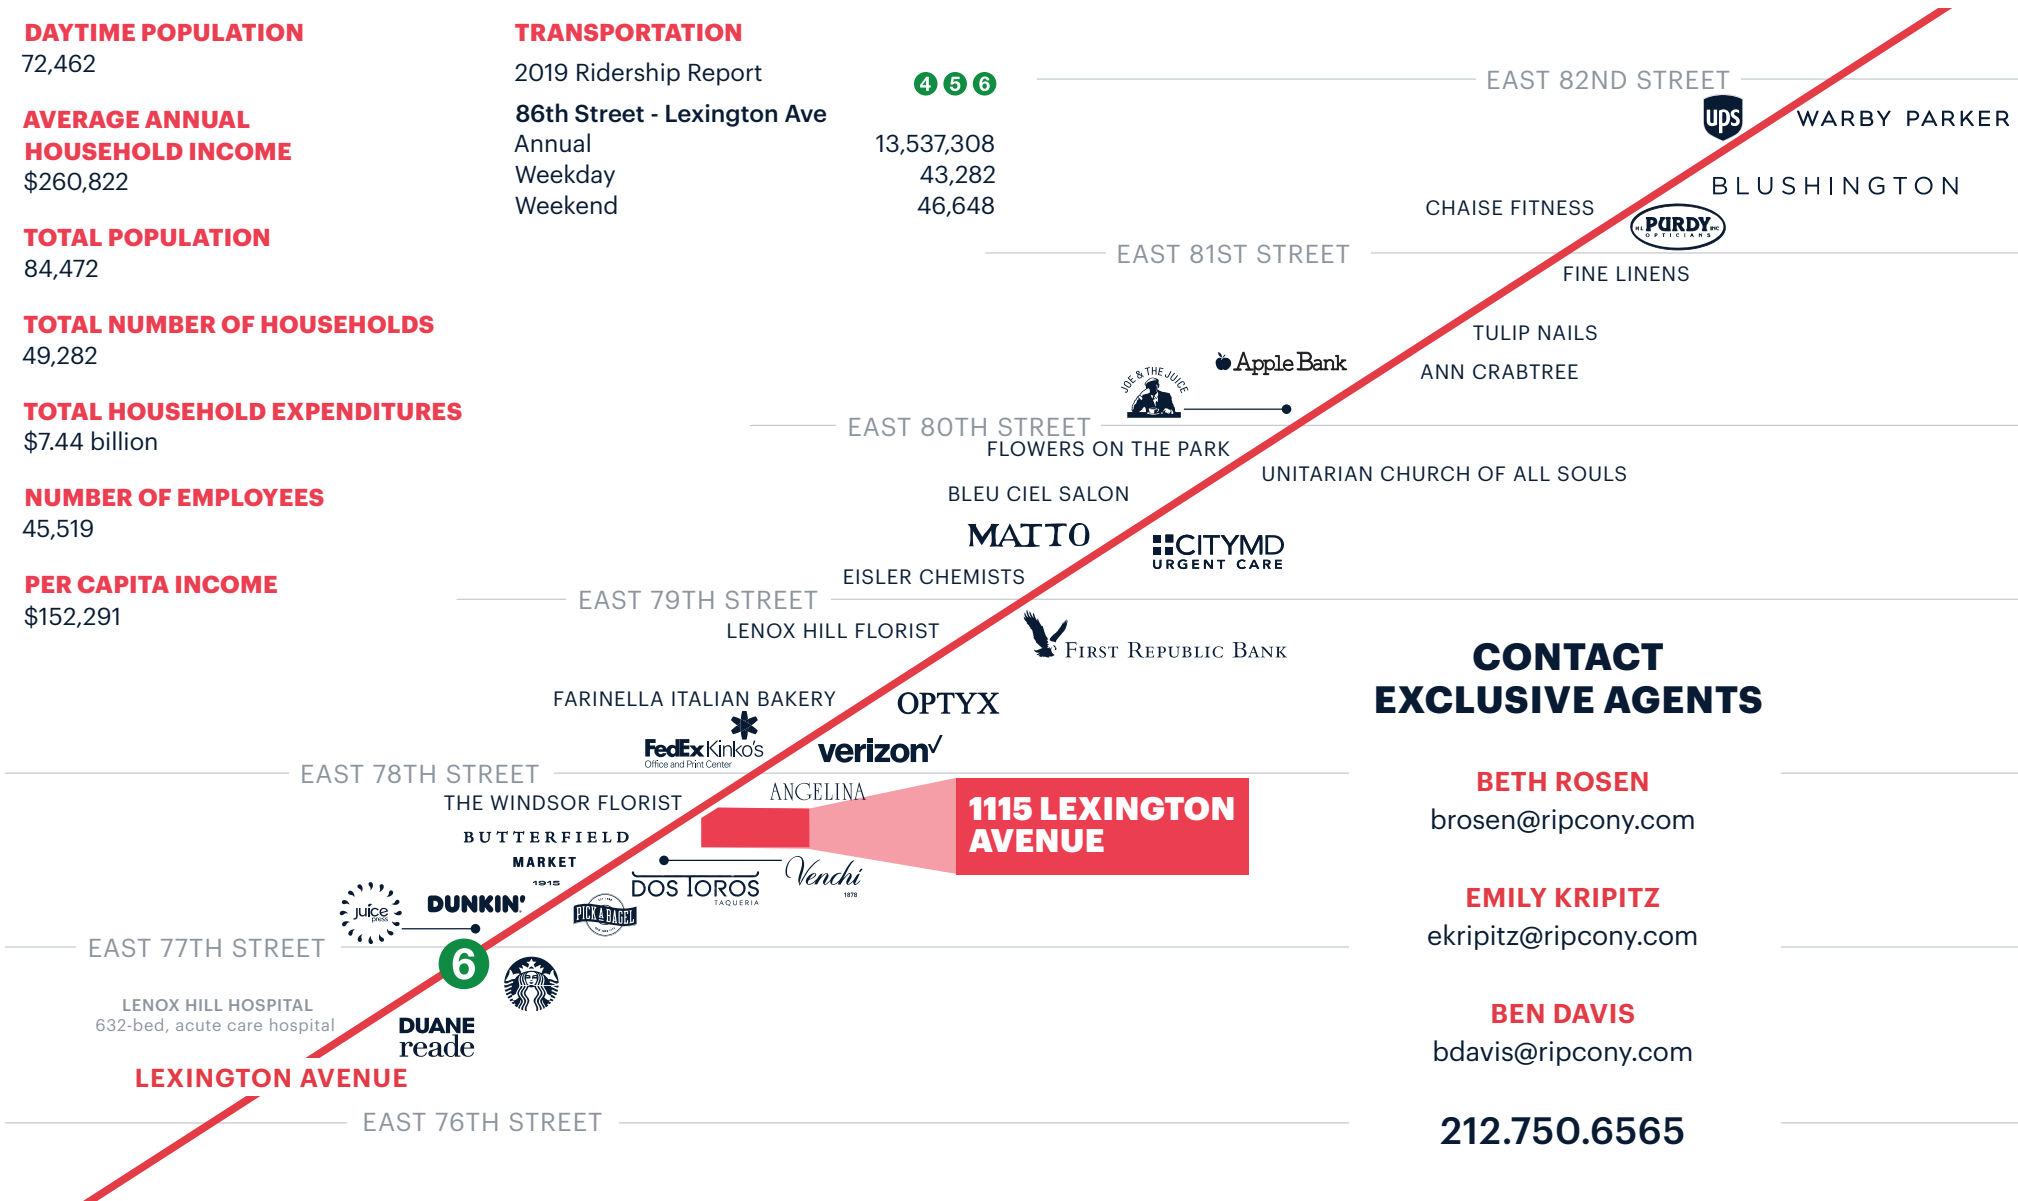 DAYTIME POPULATION
72,462
AVERAGE ANNUAL
HOUSEHOLD INCOME
$260,822
TOTAL POPULATION
84,472
TOTAL NUMBER OF HOUSEHOLDS
49,282
TOTAL HOUSEHOLD EXPENDITURES
$7.44 billion
NUMBER OF EMPLOYEES
45,519
PER CAPITA INCOME
$152,291
TRANSPORTATION
2019 Ridership Report 4 5 6
86th Street - Lexington Ave
Annual 13,537,308
Weekday 43,282
Weekend 46,648
EAST 82ND STREET
ups
WARBY PARKER
BLUSHINGTON
CHAISE FITNESS
H.L. PURDY INC
OPTICIANS
EAST 81ST STREET
FINE LINENS
TULIP NAILS
Apple Bank
JOE & THE JUICE
ANN CRABTREE
EAST 80TH STREET
FLOWERS ON THE PARK
UNITARIAN CHURCH OF ALL SOULS
BLEU CIEL SALON
MATTO
CITYMD
URGENT CARE
EISLER CHEMISTS
EAST 79TH STREET
LENOX HILL FLORIST
FIRST REPUBLIC BANK
FARINELLA ITALIAN BAKERY
OPTYX
FedEx Kinko's
Office and Print Center
verizon
EAST 78TH STREET
ANGELINA
THE WINDSOR FLORIST
1115 LEXINGTON
AVENUE
BUTTERFIELD
MARKET
1915
Venchi
1878
DOS TOROS
TAQUERIA
PICK A BAGEL
juice
press
DUNKIN'
EAST 77TH STREET
6
LENOX HILL HOSPITAL
632-bed, acute care hospital
DUANE
reade
LEXINGTON AVENUE
EAST 76TH STREET
CONTACT
EXCLUSIVE AGENTS
BETH ROSEN
brosen@ripcony.com
EMILY KRIPITZ
ekripitz@ripcony.com
BEN DAVIS
bdavis@ripcony.com
212.750.6565